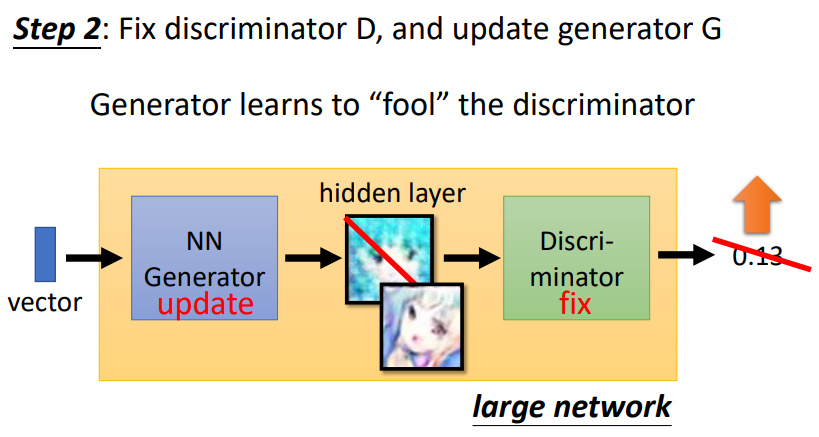 Step 2: Fix discriminator D, and update generator G
Generator learns to “fool” the discriminator
hidden layer
vector
NN
Generator
update
Discri-
minator
fix
0.13
large network